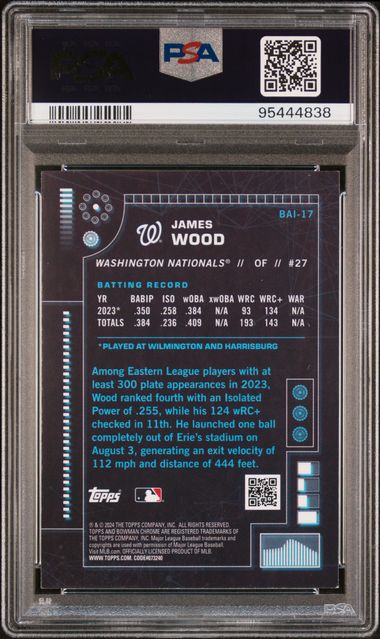 PSA
PSA
95444838
BAI-17
W
JAMES
WOOD
WASHINGTON NATIONALS® // OF // #27
BATTING RECORD
YR BABIP ISO wOBA xwOBA WRC WRC+ WAR
2023* .350 .258 .384 N/A 93 134 N/A
TOTALS .384 .236 .409 N/A 193 143 N/A
*PLAYED AT WILMINGTON AND HARRISBURG
Among Eastern League players with at
least 300 plate appearances in 2023,
Wood ranked fourth with an Isolated
Power of .255, while his 124 wRC+
checked in 11th. He launched one ball
completely out of Erie's stadium on
August 3, generating an exit velocity of
112 mph and distance of 444 feet.
Topps
® & © 2024 THE TOPPS COMPANY, INC. ALL RIGHTS RESERVED.
TOPPS AND BOWMAN CHROME ARE REGISTERED TRADEMARKS OF
THE TOPPS COMPANY, INC. Major League Baseball trademarks and
copyrights are used with permission of Major League Baseball.
Visit MLB.com. OFFICIALLY LICENSED PRODUCT OF MLB.
WWW.TOPPS.COM. CODE#073240